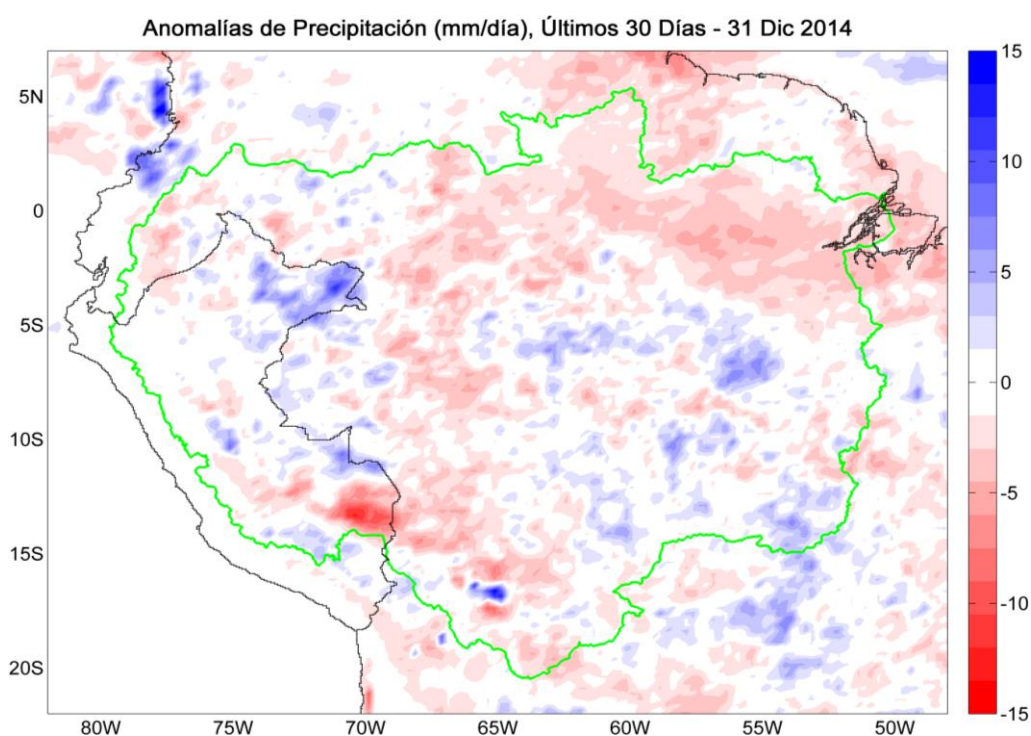 Anomalías de Precipitación (mm/día), Últimos 30 Días - 31 Dic 2014
15
5N
10
0
5
5S
0
10S
-5
15S
-10
20S
-15
80W 75W 70W 65W 60W 55W 50W